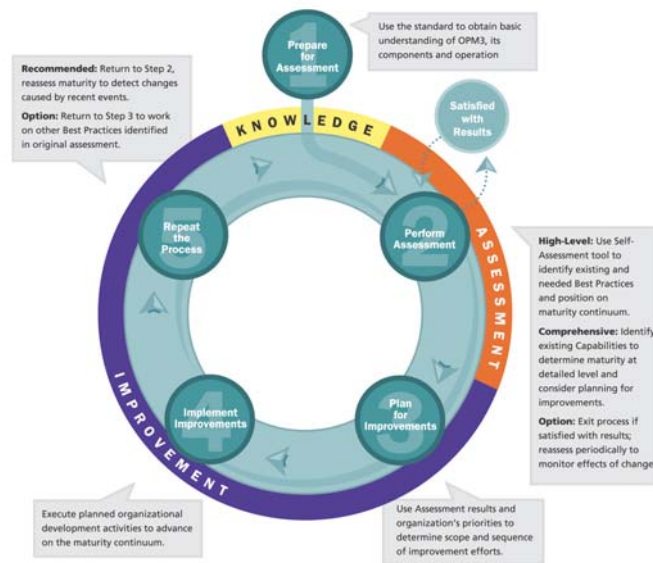 1
Prepare
for
Assessment
Use the standard to obtain basic
understanding of OPM3, its
components and operation
Recommended: Return to Step 2,
reassess maturity to detect changes
caused by recent events.
Option: Return to Step 3 to work
on other Best Practices identified
in original assessment.
KNOWLEDGE
Satisfied
with
Results
5
Repeat
the
Process
2
Perform
Assessment
ASSESSMENT
High-Level: Use Self-
Assessment tool to
identify existing and
needed Best Practices
and position on
maturity continuum.
Comprehensive: Identify
existing Capabilities to
determine maturity at
detailed level and
consider planning for
improvements.
Option: Exit process if
satisfied with results;
reassess periodically to
monitor effects of change
IMPROVEMENT
4
Implement
Improvements
3
Plan
for
Improvements
Execute planned organizational
development activities to advance
on the maturity continuum.
Use Assessment results and
organization's priorities to
determine scope and sequence
of improvement efforts.